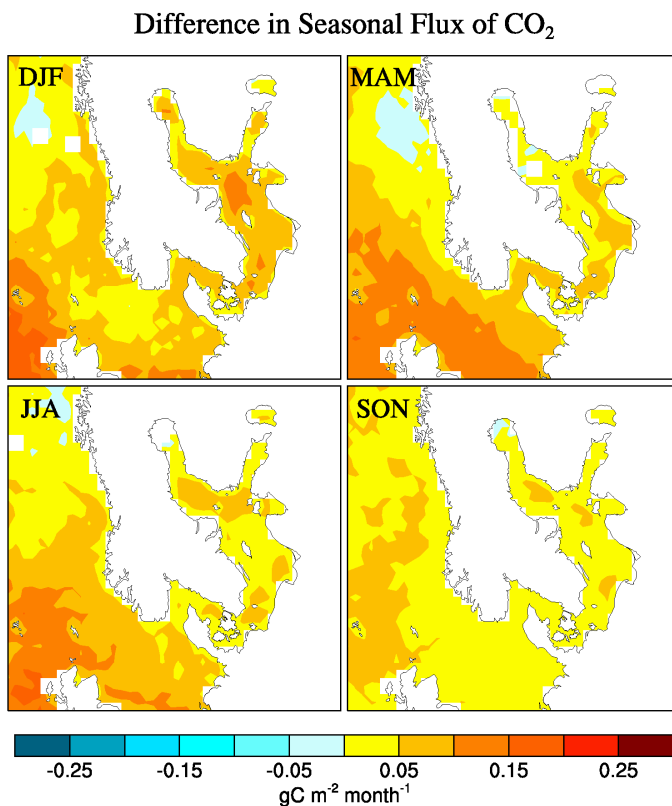 Difference in Seasonal Flux of CO₂
DJF
MAM
JJA
SON
-0.25 -0.15 -0.05 0.05 0.15 0.25
gC m⁻² month⁻¹